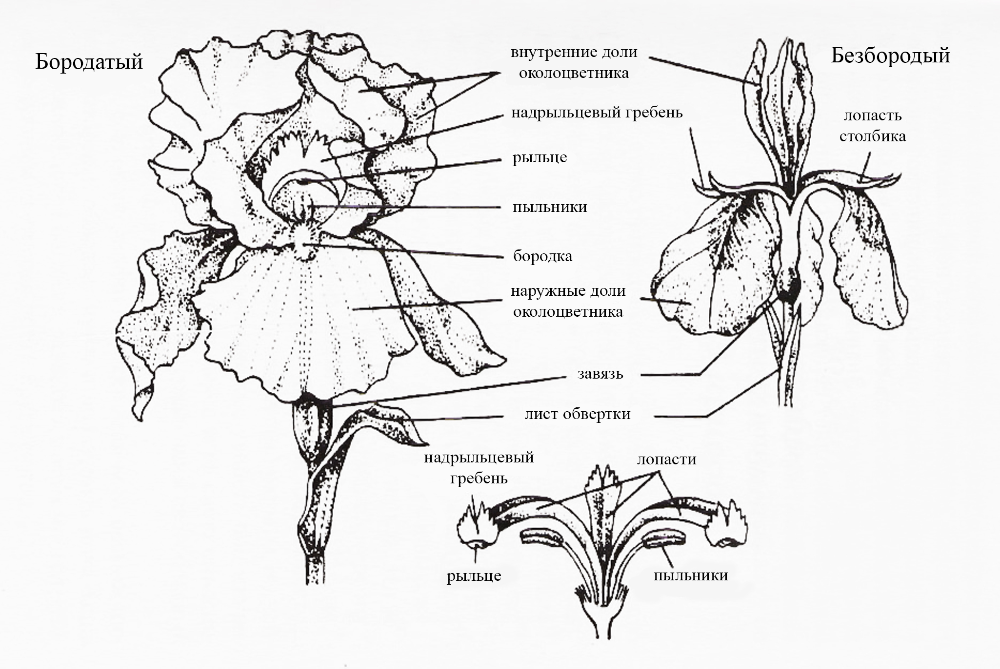 Бородатый
Безбородый
внутренние доли
околоцветника
надрыльцевый гребень
лопасть
столбика
рыльце
пыльники
бородка
наружные доли
околоцветника
завязь
лист обвертки
надрыльцевый
гребень
лопасти
рыльце
пыльники